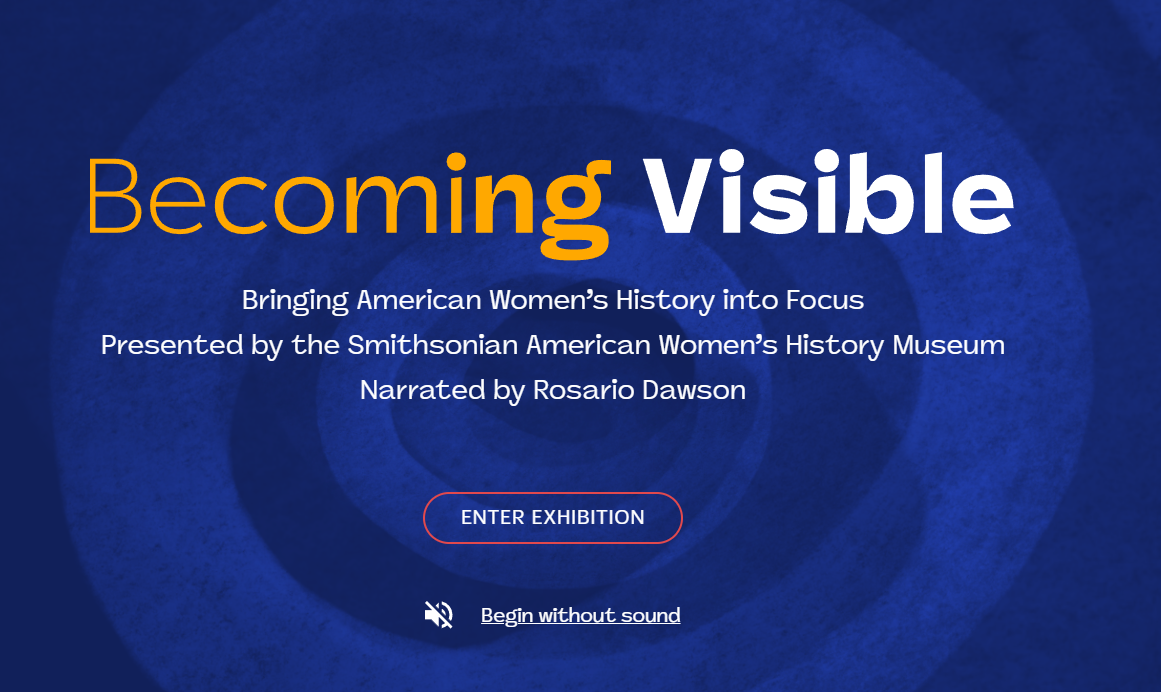 Becoming Visible
Bringing American Women’s History into Focus
Presented by the Smithsonian American Women’s History Museum
Narrated by Rosario Dawson
ENTER EXHIBITION
Begin without sound